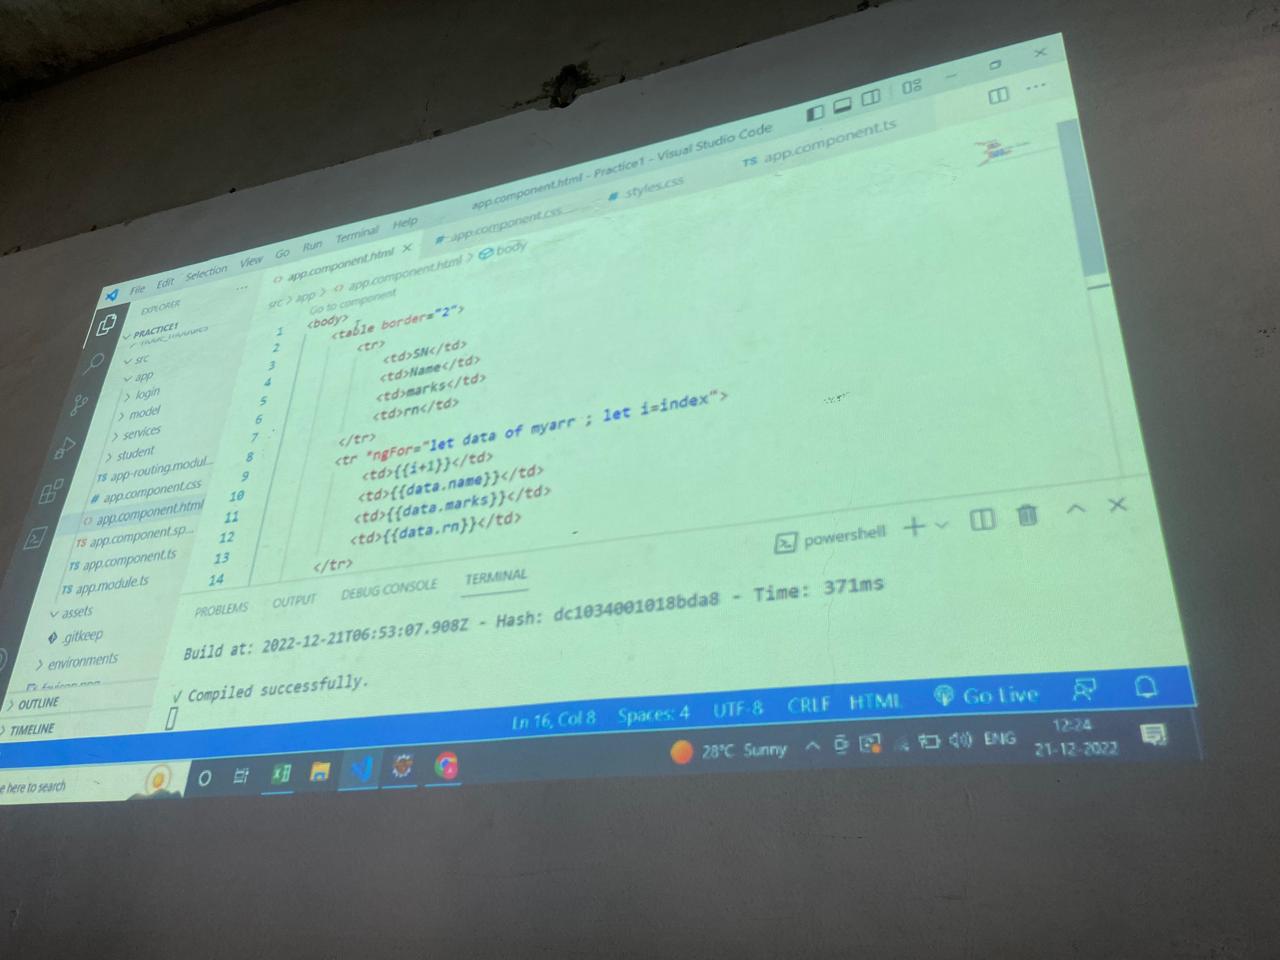 File Edit Selection View Go Run Terminal Help
app.component.html - Practice1 - Visual Studio Code
EXPLORER
PRACTICE1
src
app
login
model
services
student
TS app-routing.modul...
# app.component.css
<> app.component.html
TS app.component.sp...
TS app.component.ts
TS app.module.ts
assets
.gitkeep
environments
OUTLINE
TIMELINE
<> app.component.html ×
# app.component.css
# styles.css
TS app.component.ts
src > app > <> app.component.html > body
Go to component
1 <body>
2 <table border="2">
3 <tr>
4 <td>SN</td>
5 <td>Name</td>
6 <td>marks</td>
7 <td>rn</td>
8 </tr>
9 <tr *ngFor="let data of myarr ; let i=index">
10 <td>{{i+1}}</td>
11 <td>{{data.name}}</td>
12 <td>{{data.marks}}</td>
13 <td>{{data.rn}}</td>
14 </tr>
PROBLEMS OUTPUT DEBUG CONSOLE TERMINAL
powershell
Build at: 2022-12-21T06:53:07.908Z - Hash: dc1034001018bda8 - Time: 371ms
√ Compiled successfully.
Ln 16, Col 8 Spaces: 4 UTF-8 CRLF HTML Go Live
e here to search
28°C Sunny
ENG
12:24
21-12-2022